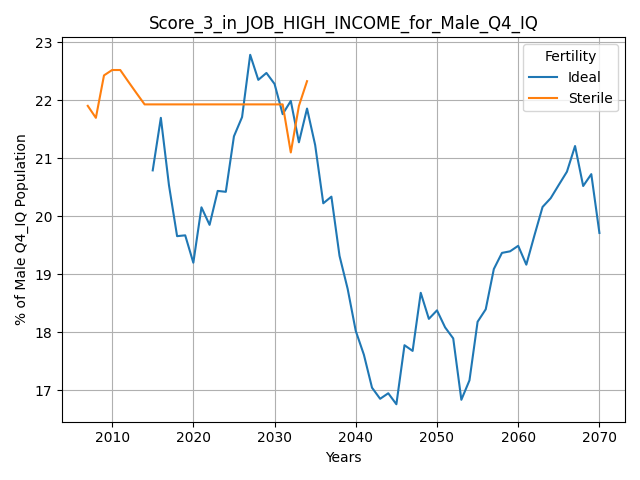 Score_3_in_JOB_HIGH_INCOME_for_Male_Q4_IQ
Fertility
Ideal
Sterile
% of Male Q4_IQ Population
23
22
21
20
19
18
17
2010 2020 2030 2040 2050 2060 2070
Years